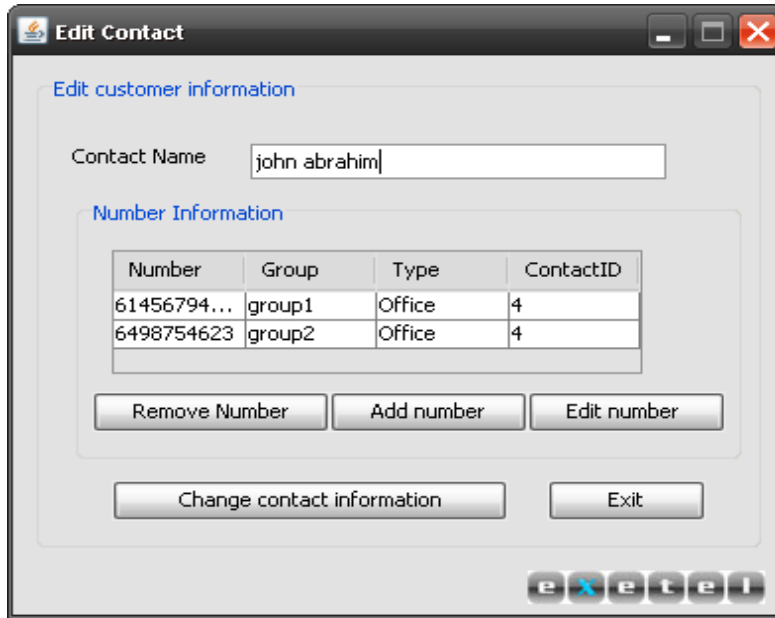 Edit Contact
Edit customer information
Contact Name john abrahim
Number Information
Number Group Type ContactID
61456794... group1 Office 4
6498754623 group2 Office 4
Remove Number Add number Edit number
Change contact information Exit
exetel